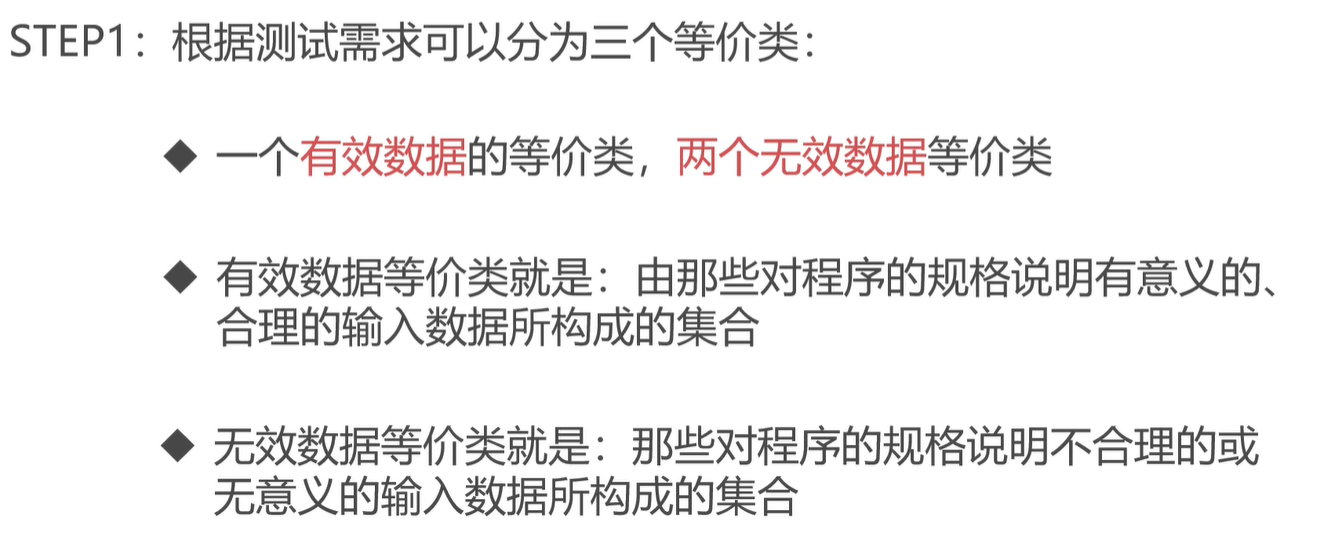 STEP1：根据测试需求可以分为三个等价类：
◆ 一个有效数据的等价类，两个无效数据等价类
◆ 有效数据等价类就是：由那些对程序的规格说明有意义的、
合理的输入数据所构成的集合
◆ 无效数据等价类就是：那些对程序的规格说明不合理的或
无意义的输入数据所构成的集合